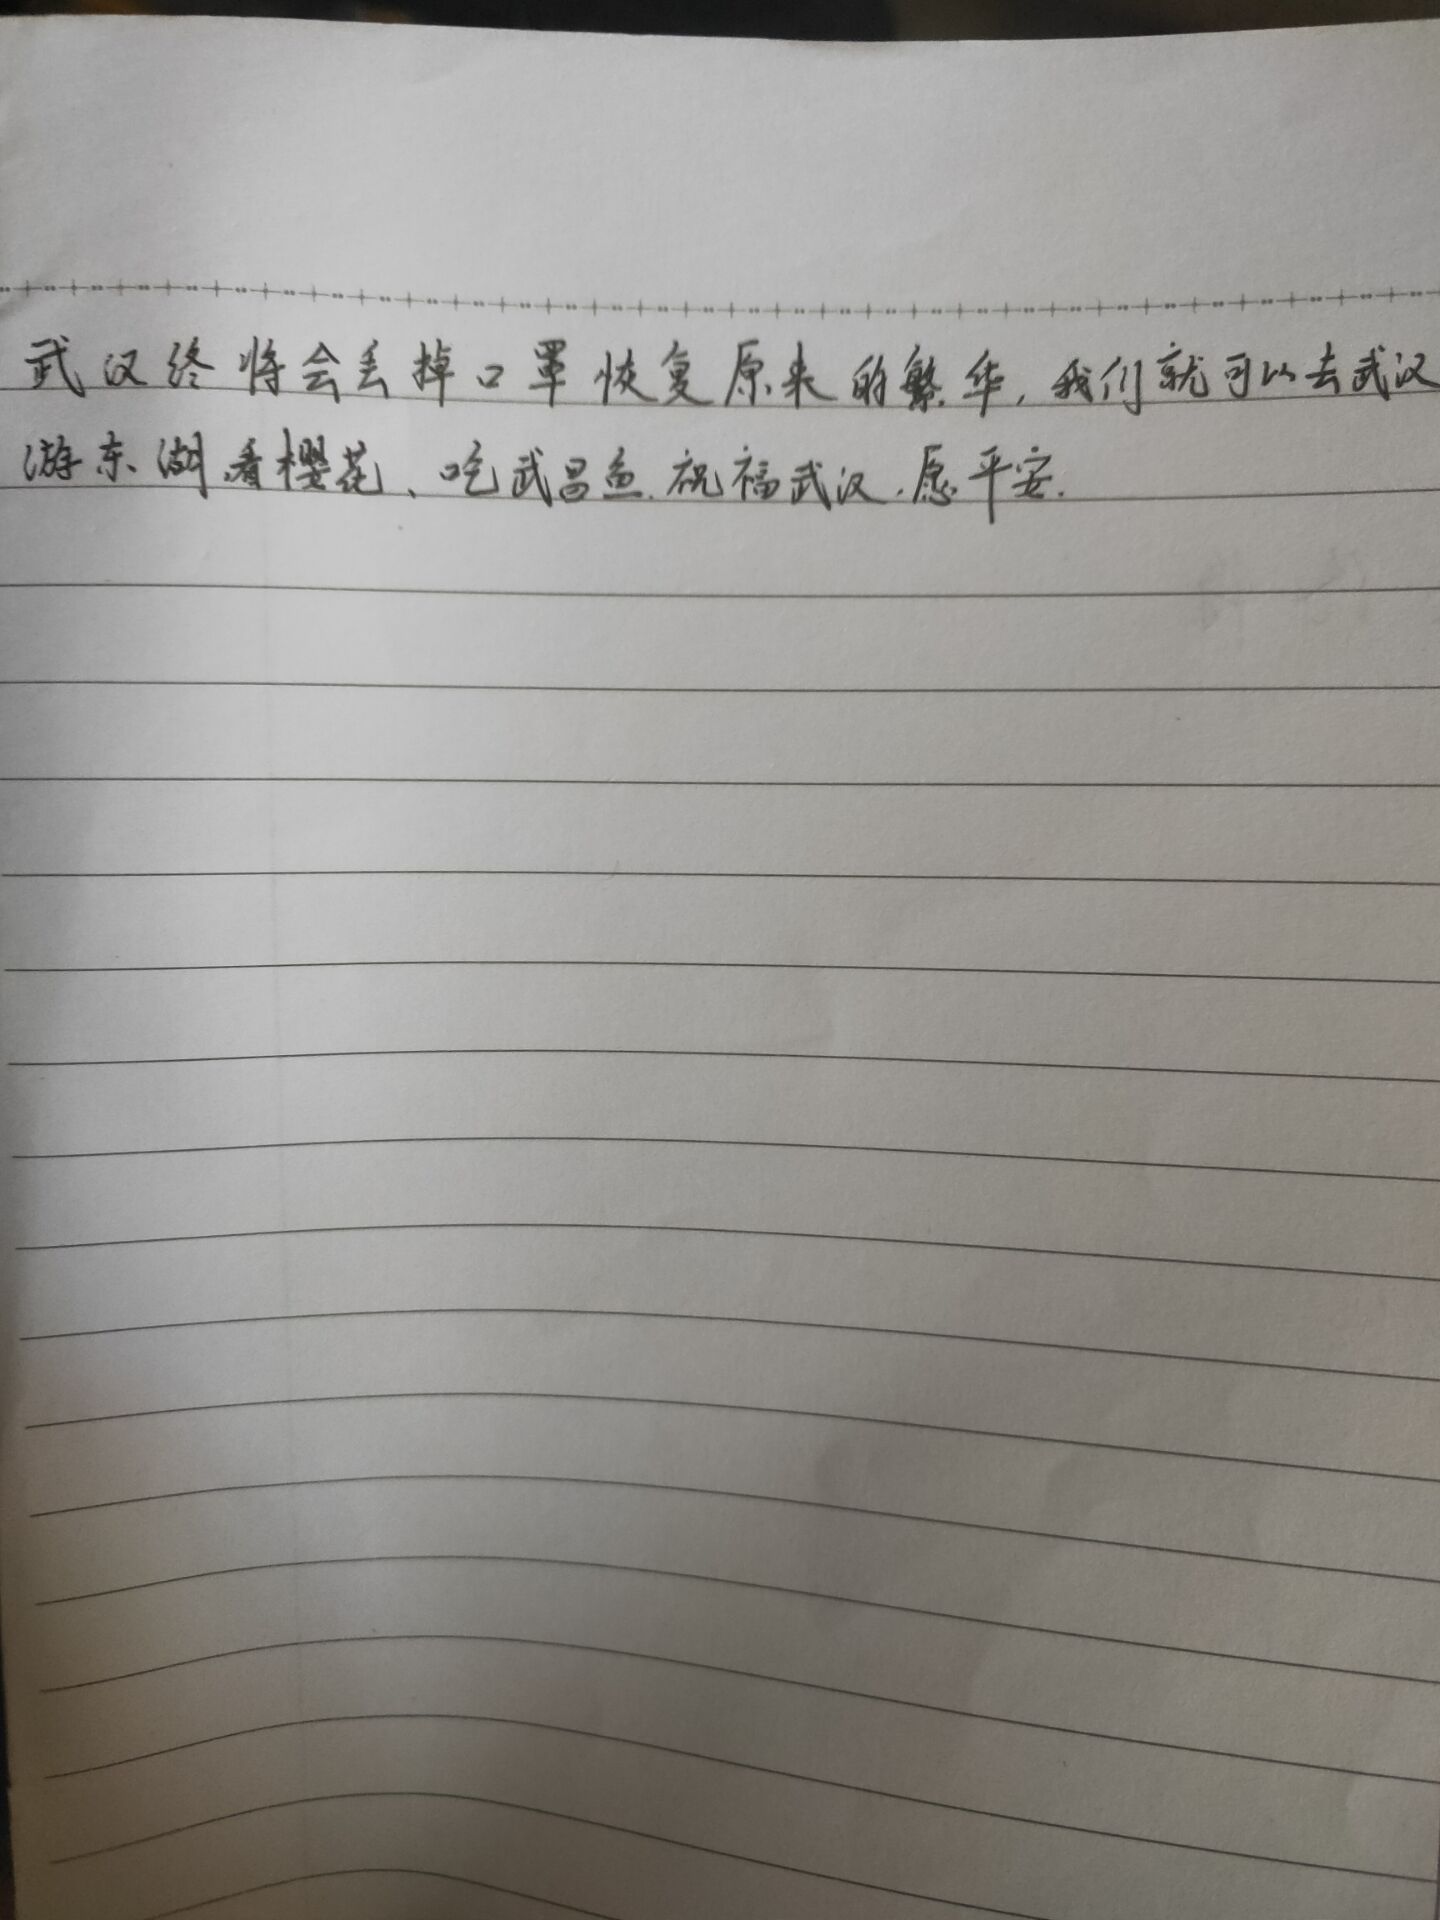 武汉终将会丢掉口罩恢复原来的繁华,我们就可以去武汉
游东湖看樱花、吃武昌鱼.祝福武汉.愿平安.